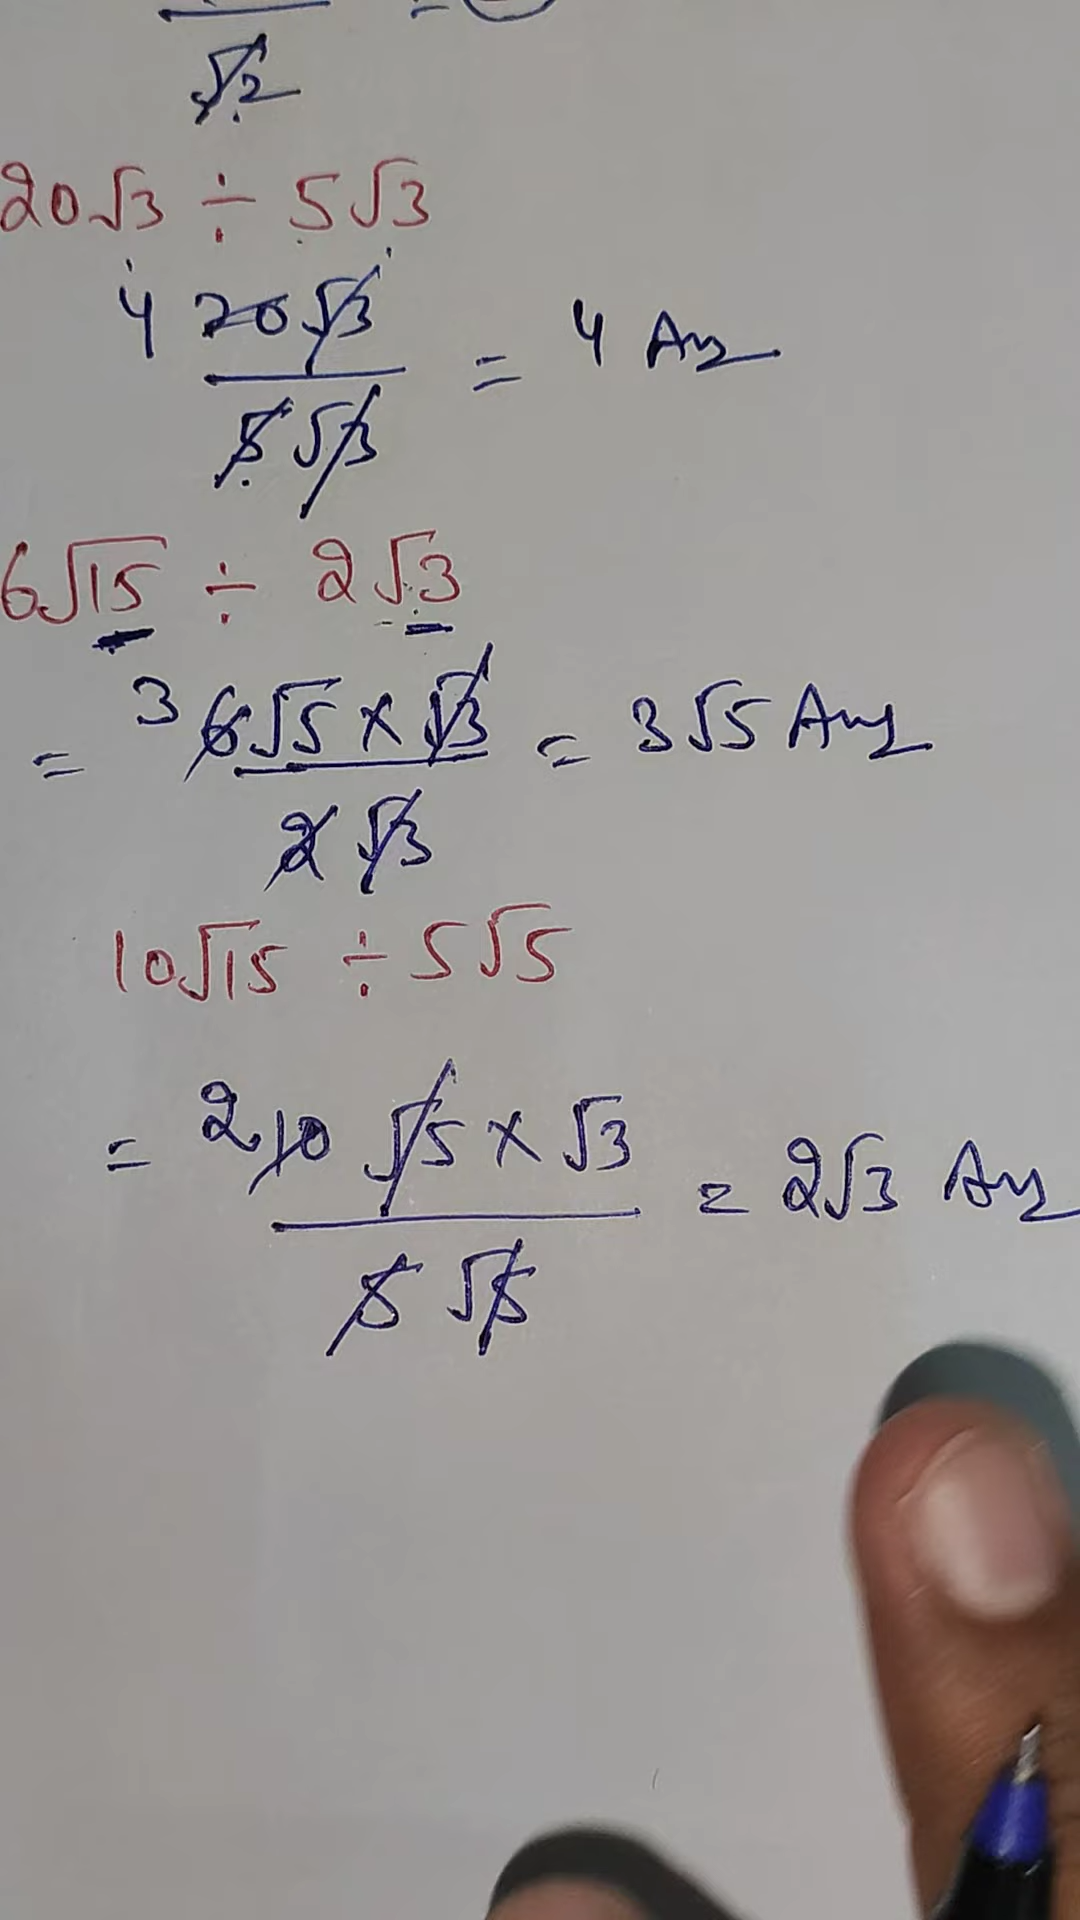 √2
20√3 ÷ 5√3
4 20√3
= 4 Ans
5√3
6√15 ÷ 2√3
= 3 6√5 × √3 = 3√5 Ans
2 √3
10√15 ÷ 5√5
= 2 10 √5 × √3 = 2√3 Ans
5 √5